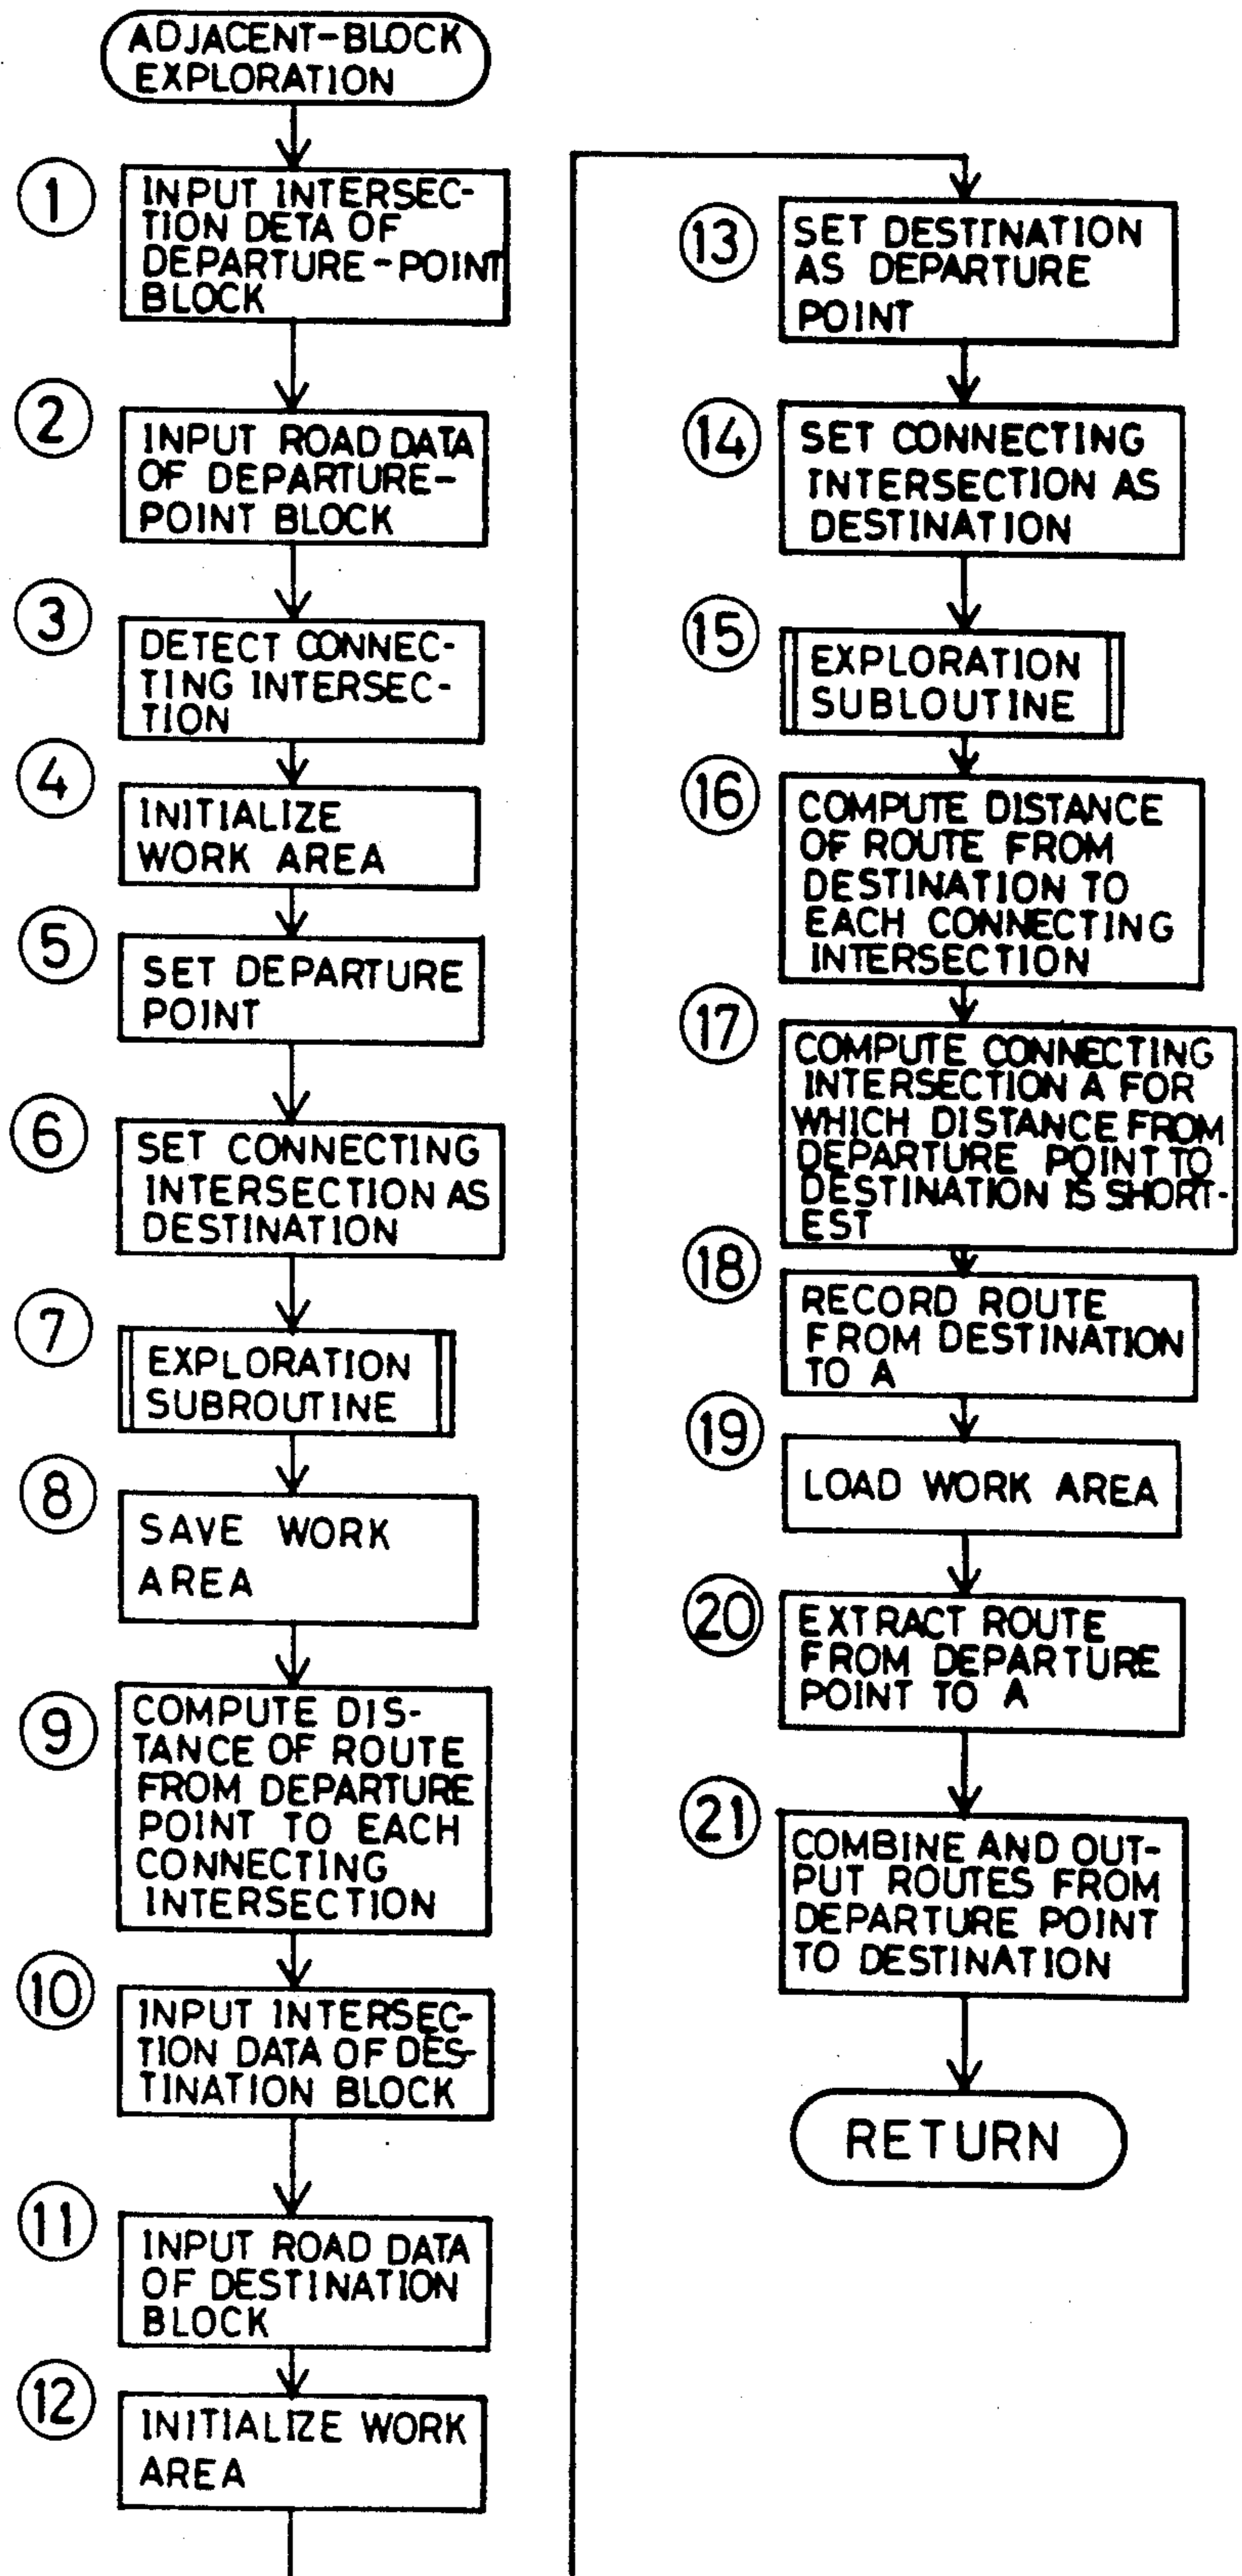 ADJACENT-BLOCK
EXPLORATION
1
INPUT INTERSEC-
TION DETA OF
DEPARTURE-POINT
BLOCK
2
INPUT ROAD DATA
OF DEPARTURE-
POINT BLOCK
3
DETECT CONNEC-
TING INTERSEC-
TION
4
INITIALIZE
WORK AREA
5
SET DEPARTURE
POINT
6
SET CONNECTING
INTERSECTION AS
DESTINATION
7
EXPLORATION
SUBROUTINE
8
SAVE WORK
AREA
9
COMPUTE DIS-
TANCE OF ROUTE
FROM DEPARTURE
POINT TO EACH
CONNECTING
INTERSECTION
10
INPUT INTERSEC-
TION DATA OF DES-
TINATION BLOCK
11
INPUT ROAD DATA
OF DESTINATION
BLOCK
12
INITIALIZE WORK
AREA
13
SET DESTINATION
AS DEPARTURE
POINT
14
SET CONNECTING
INTERSECTION AS
DESTINATION
15
EXPLORATION
SUBLOUTINE
16
COMPUTE DISTANCE
OF ROUTE FROM
DESTINATION TO
EACH CONNECTING
INTERSECTION
17
COMPUTE CONNECTING
INTERSECTION A FOR
WHICH DISTANCE FROM
DEPARTURE POINT TO
DESTINATION IS SHORT-
EST
18
RECORD ROUTE
FROM DESTINATION
TO A
19
LOAD WORK AREA
20
EXTRACT ROUTE
FROM DEPARTURE
POINT TO A
21
COMBINE AND OUT-
PUT ROUTES FROM
DEPARTURE POINT
TO DESTINATION
RETURN